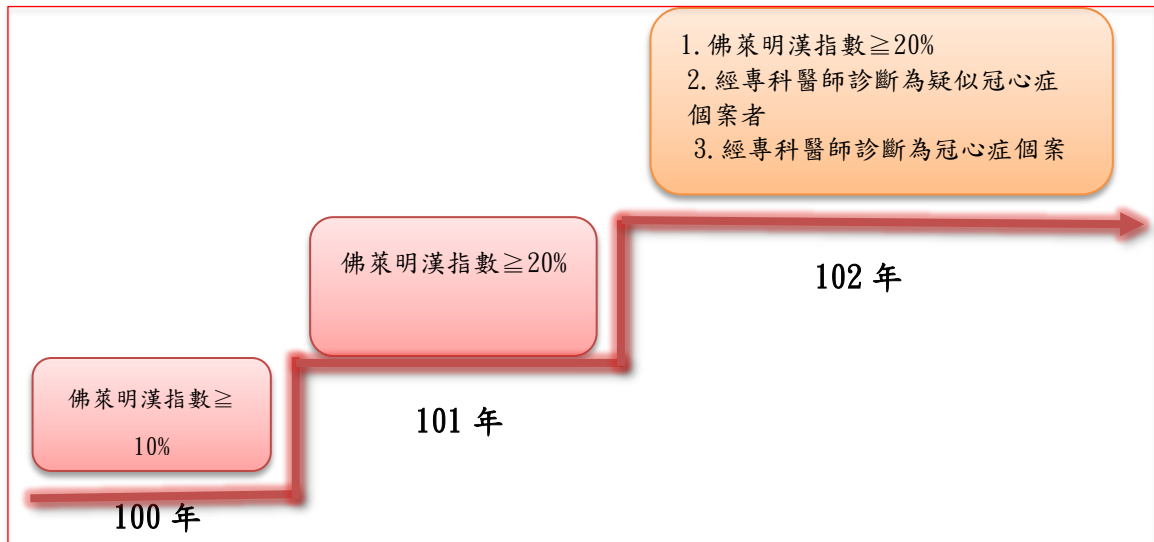 1. 佛萊明漢指數≧20%
2. 經專科醫師診斷為疑似冠心症
個案者
3. 經專科醫師診斷為冠心症個案
佛萊明漢指數≧20%
102 年
佛萊明漢指數≧
10%
101 年
100 年